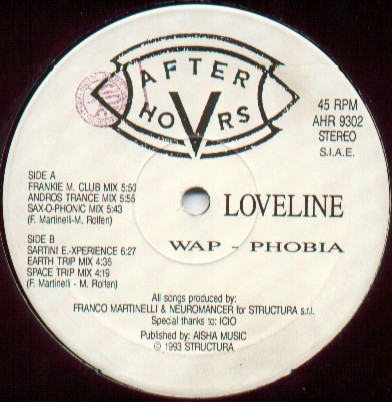 AFTER
HOVRS
45 RPM
AHR 9302
STEREO
S.I.A.E.
SIDE A
FRANKIE M. CLUB MIX 5:50
ANDROS TRANCE MIX 5:55
SAX-O-PHONIC MIX 5:43
(F. Martinelli- M. Rolfen)
SIDE B
SARTINI E.-XPERIENCE 6:27
EARTH TRIP MIX 4:35
SPACE TRIP MIX 4:19
(F. Martinelli - M. Rolfen)
LOVELINE
WAP - PHOBIA
All songs produced by:
FRANCO MARTINELLI & NEUROMANCER for STRUCTURA s.r.l.
Special thanks to: ICIO
Published by: AISHA MUSIC
© 1993 STRUCTURA